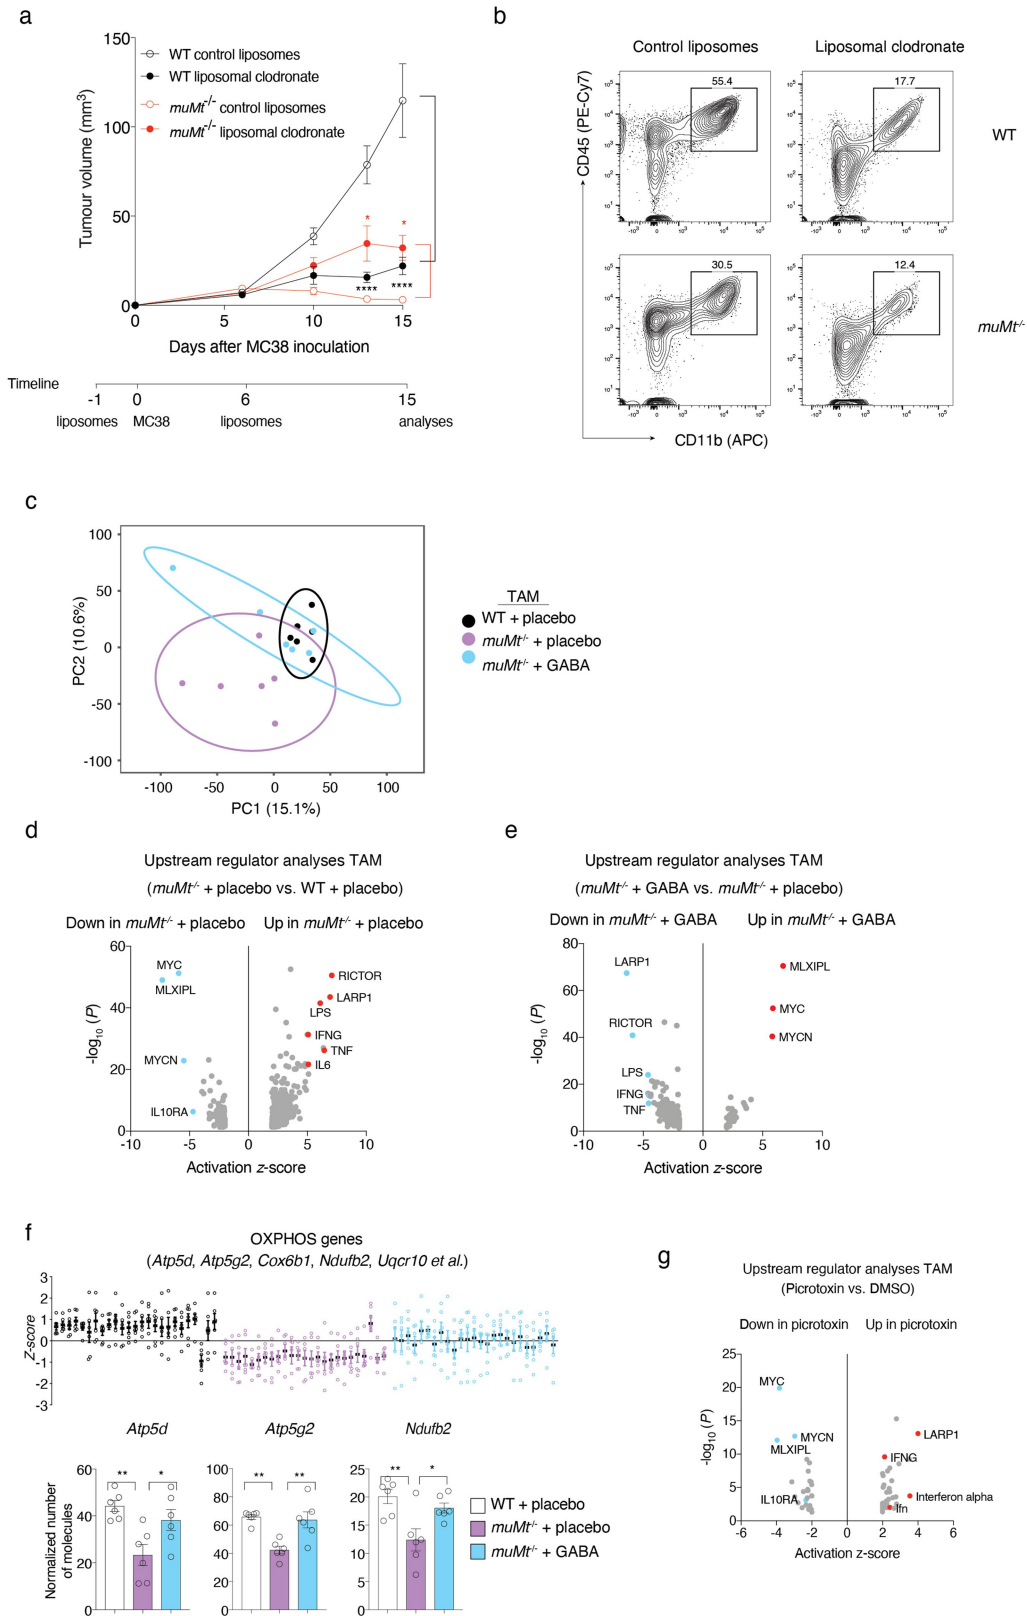 a
150
100
50
0
Tumour volume (mm³)
WT control liposomes
WT liposomal clodronate
muMt-/- control liposomes
muMt-/- liposomal clodronate
*
*
****
****
0
5
10
15
Days after MC38 inoculation
Timeline
-1
0
6
15
liposomes
MC38
liposomes
analyses
b
Control liposomes
Liposomal clodronate
CD45 (PE-Cy7)
55.4
17.7
WT
30.5
12.4
muMt-/-
CD11b (APC)
c
100
50
0
-50
-100
PC2 (10.6%)
-100
-50
0
50
100
PC1 (15.1%)
TAM
WT + placebo
muMt-/- + placebo
muMt-/- + GABA
d
Upstream regulator analyses TAM
(muMt-/- + placebo vs. WT + placebo)
Down in muMt-/- + placebo
Up in muMt-/- + placebo
60
40
20
0
-log10 (P)
MYC
MLXIPL
MYCN
IL10RA
RICTOR
LARP1
LPS
IFNG
TNF
IL6
-10
-5
0
5
10
Activation z-score
e
Upstream regulator analyses TAM
(muMt-/- + GABA vs. muMt-/- + placebo)
Down in muMt-/- + GABA
Up in muMt-/- + GABA
80
60
40
20
0
-log10 (P)
LARP1
RICTOR
LPS
IFNG
TNF
MLXIPL
MYC
MYCN
-10
-5
0
5
10
Activation z-score
f
OXPHOS genes
(Atp5d, Atp5g2, Cox6b1, Ndufb2, Uqcr10 et al.)
3
2
1
0
-1
-2
-3
Z-score
Atp5d
Atp5g2
Ndufb2
Normalized number
of molecules
60
40
20
0
**
*
100
80
60
40
20
0
**
**
25
20
15
10
5
0
**
*
WT + placebo
muMt-/- + placebo
muMt-/- + GABA
g
Upstream regulator analyses TAM
(Picrotoxin vs. DMSO)
Down in picrotoxin
Up in picrotoxin
25
20
15
10
5
0
-log10 (P)
MYC
MYCN
MLXIPL
IL10RA
LARP1
IFNG
Interferon alpha
Ifn
-6
-4
-2
0
2
4
6
Activation z-score